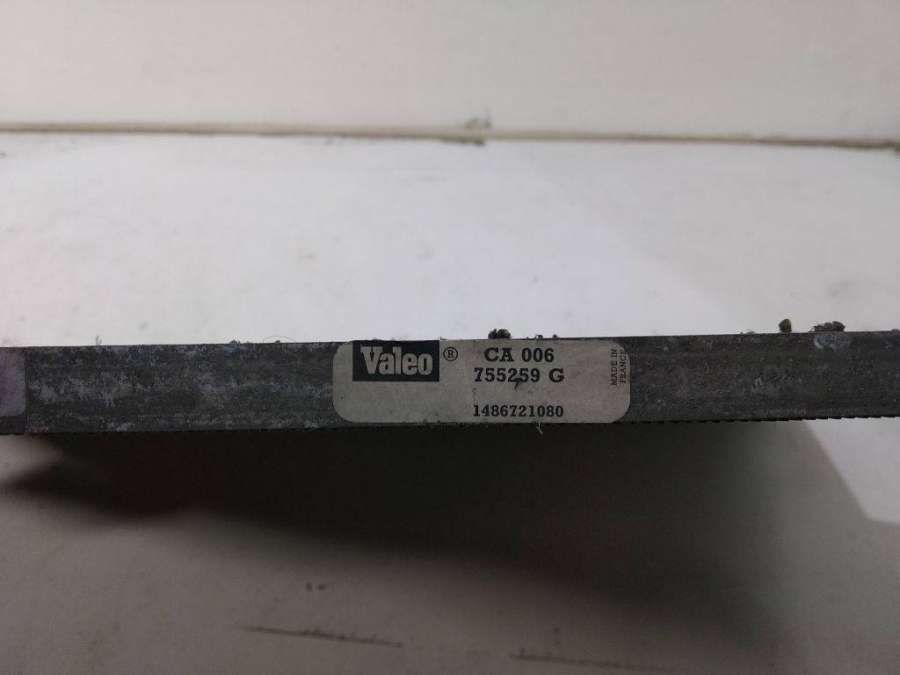 Valeo ® CA 006
755259 G
1486721080
MADE IN
FRANCE